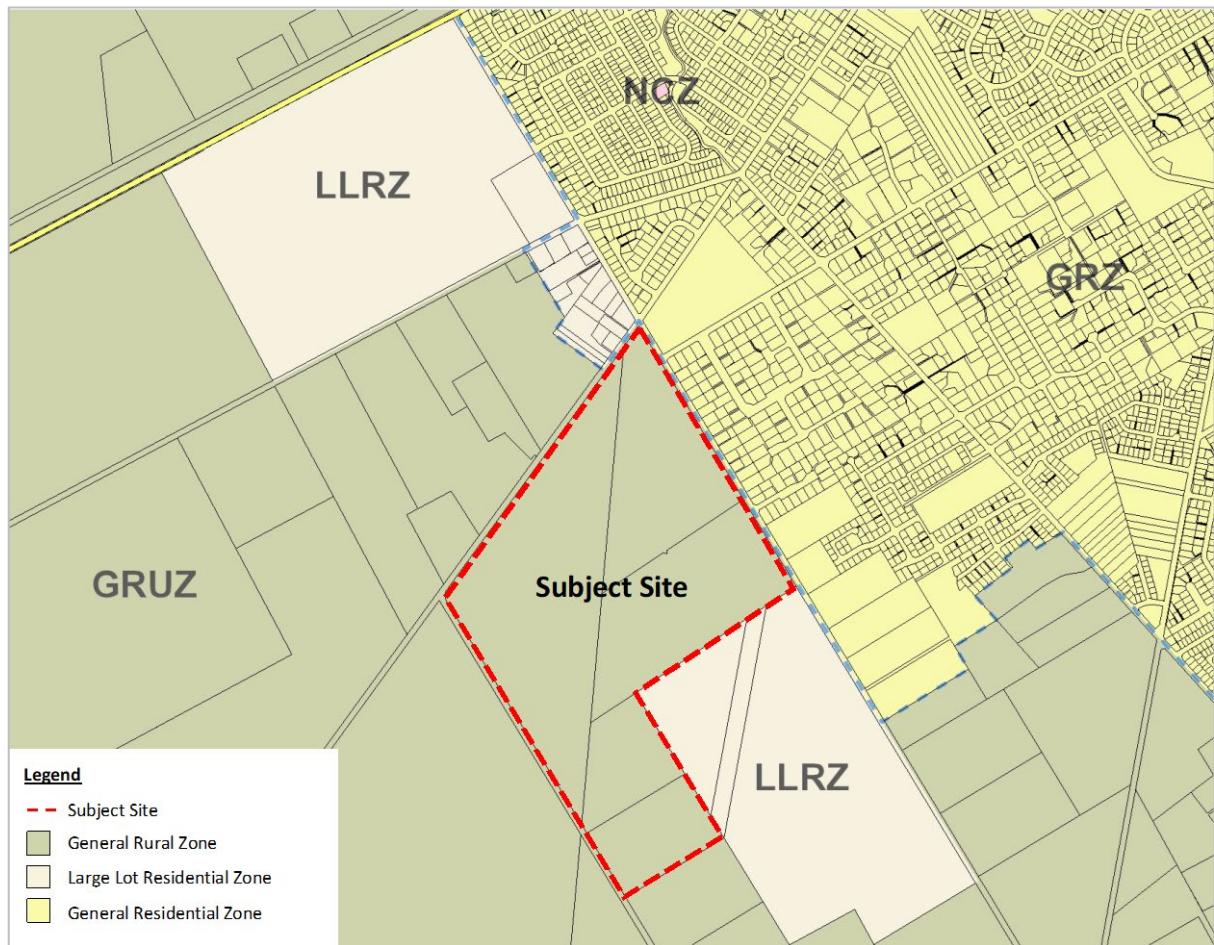 NCZ
LLRZ
GRZ
GRUZ
Subject Site
LLRZ
Legend
Subject Site
General Rural Zone
Large Lot Residential Zone
General Residential Zone